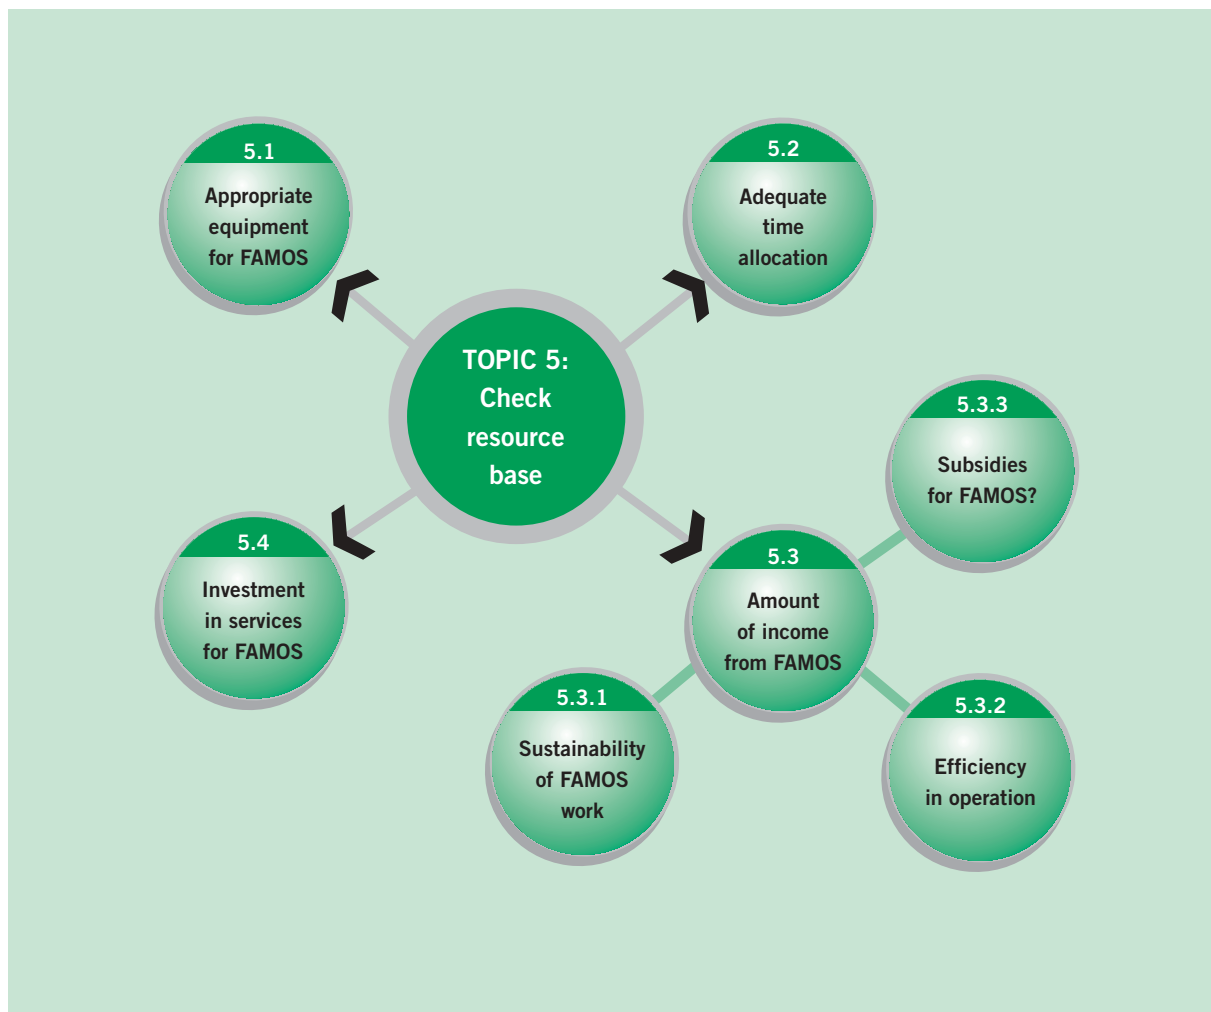 5.1
Appropriate
equipment
for FAMOS
5.2
Adequate
time
allocation
TOPIC 5:
Check
resource
base
5.3.3
Subsidies
for FAMOS?
5.4
Investment
in services
for FAMOS
5.3
Amount
of income
from FAMOS
5.3.1
Sustainability
of FAMOS
work
5.3.2
Efficiency
in operation